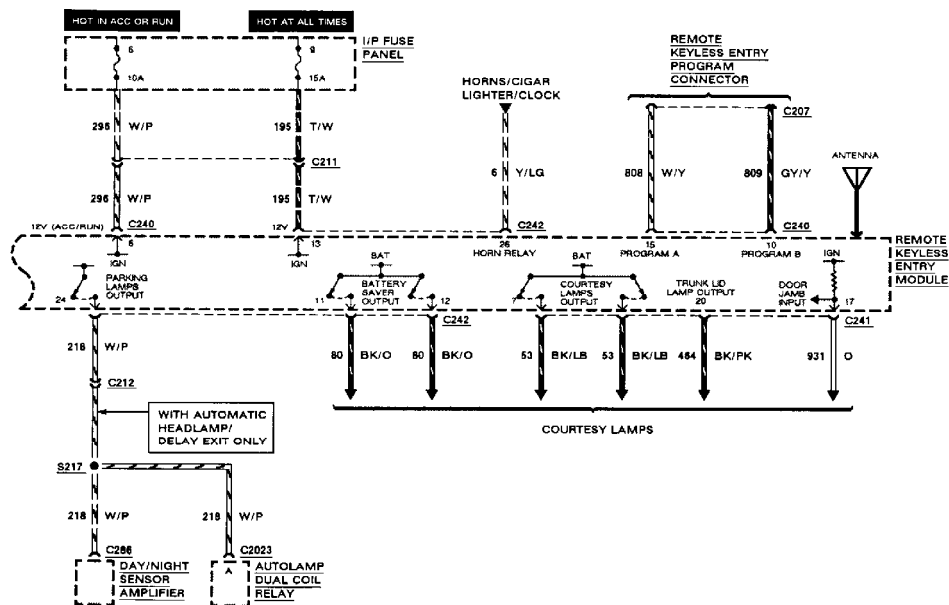 HOT IN ACC OR RUN
HOT AT ALL TIMES
I/P FUSE
PANEL
6
9
10A
15A
REMOTE
KEYLESS ENTRY
PROGRAM
CONNECTOR
HORNS/CIGAR
LIGHTER/CLOCK
C207
296 W/P
195 T/W
C211
6 Y/LG
808 W/Y
809 GY/Y
ANTENNA
296 W/P
195 T/W
12V (ACC/RUN)
C240
12V
C242
C240
6
13
26
15
10
IGN
IGN
HORN RELAY
PROGRAM A
PROGRAM B
IGN
REMOTE
KEYLESS
ENTRY
MODULE
PARKING
LAMPS
OUTPUT
24
BAT
BATTERY
SAVER
OUTPUT
11
12
BAT
COURTESY
LAMPS
OUTPUT
7
8
TRUNK LID
LAMP OUTPUT
20
DOOR
JAMB
INPUT
17
C242
C241
218 W/P
80 BK/O
80 BK/O
53 BK/LB
53 BK/LB
464 BK/PK
931 O
C212
WITH AUTOMATIC
HEADLAMP/
DELAY EXIT ONLY
COURTESY LAMPS
S217
218 W/P
218 W/P
C286
C2023
DAY/NIGHT
SENSOR
AMPLIFIER
A
AUTOLAMP
DUAL COIL
RELAY